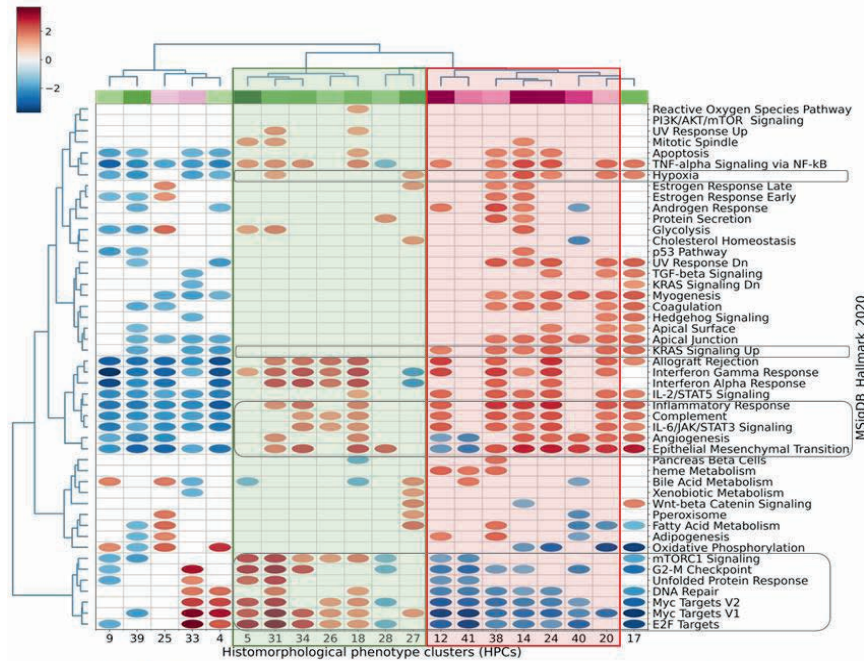 2
0
−2
Reactive Oxygen Species Pathway
PI3K/AKT/mTOR Signaling
UV Response Up
Mitotic Spindle
Apoptosis
TNF-alpha Signaling via NF-kB
Hypoxia
Estrogen Response Late
Estrogen Response Early
Androgen Response
Protein Secretion
Glycolysis
Cholesterol Homeostasis
p53 Pathway
UV Response Dn
TGF-beta Signaling
KRAS Signaling Dn
Myogenesis
Coagulation
Hedgehog Signaling
Apical Surface
Apical Junction
KRAS Signaling Up
Allograft Rejection
Interferon Gamma Response
Interferon Alpha Response
IL-2/STAT5 Signaling
Inflammatory Response
Complement
IL-6/JAK/STAT3 Signaling
Angiogenesis
Epithelial Mesenchymal Transition
Pancreas Beta Cells
heme Metabolism
Bile Acid Metabolism
Xenobiotic Metabolism
Wnt-beta Catenin Signaling
Pperoxisome
Fatty Acid Metabolism
Adipogenesis
Oxidative Phosphorylation
mTORC1 Signaling
G2-M Checkpoint
Unfolded Protein Response
DNA Repair
Myc Targets V2
Myc Targets V1
E2F Targets
MSigDB_Hallmark_2020
9 39 25 33 4 5 31 34 26 18 28 27 12 41 38 14 24 40 20 17
Histomorphological phenotype clusters (HPCs)